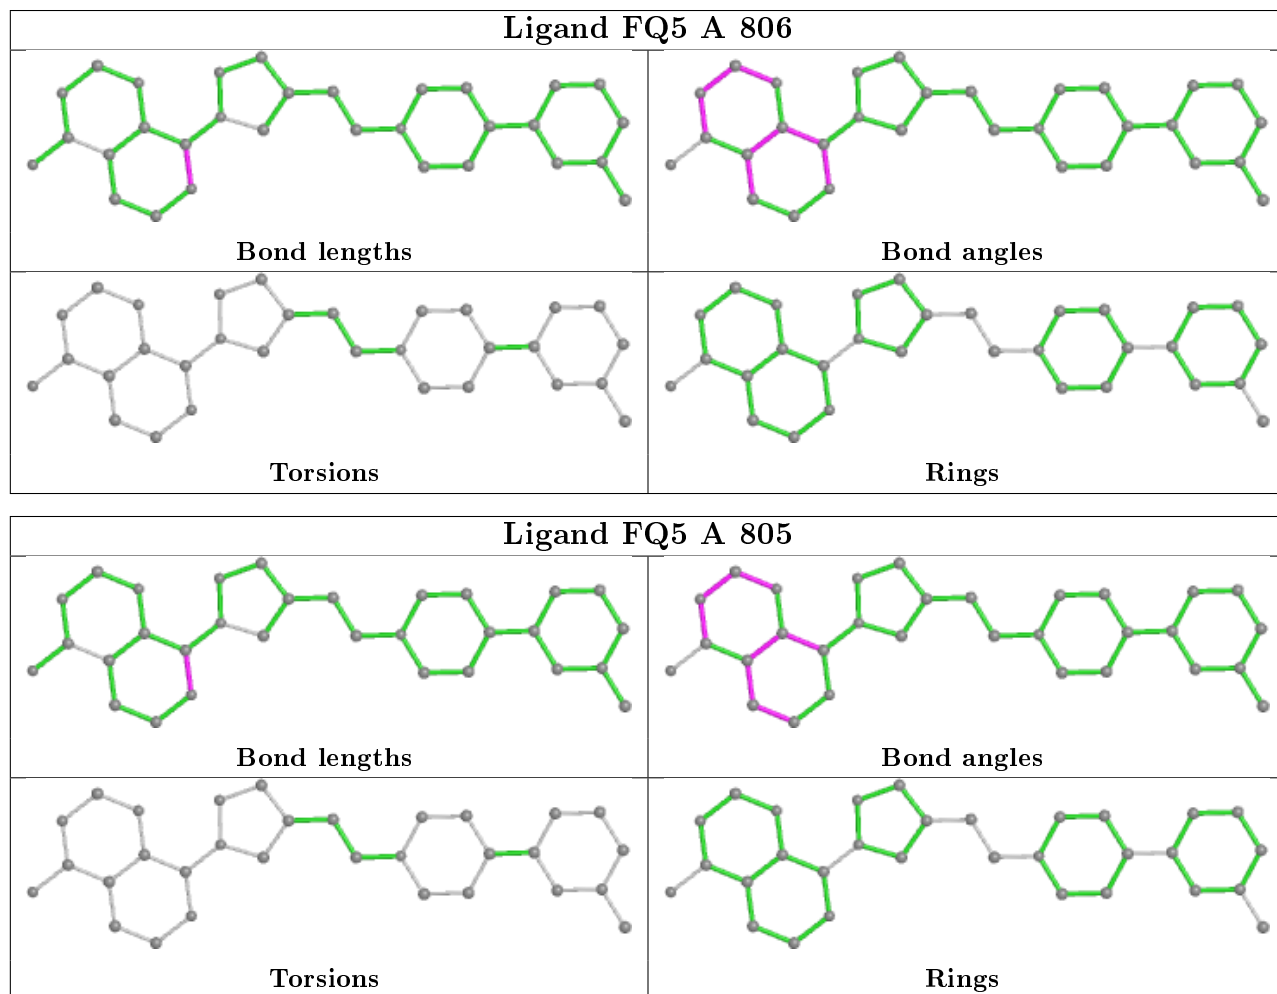 Ligand FQ5 A 806
Bond lengths
Bond angles
Torsions
Rings
Ligand FQ5 A 805
Bond lengths
Bond angles
Torsions
Rings